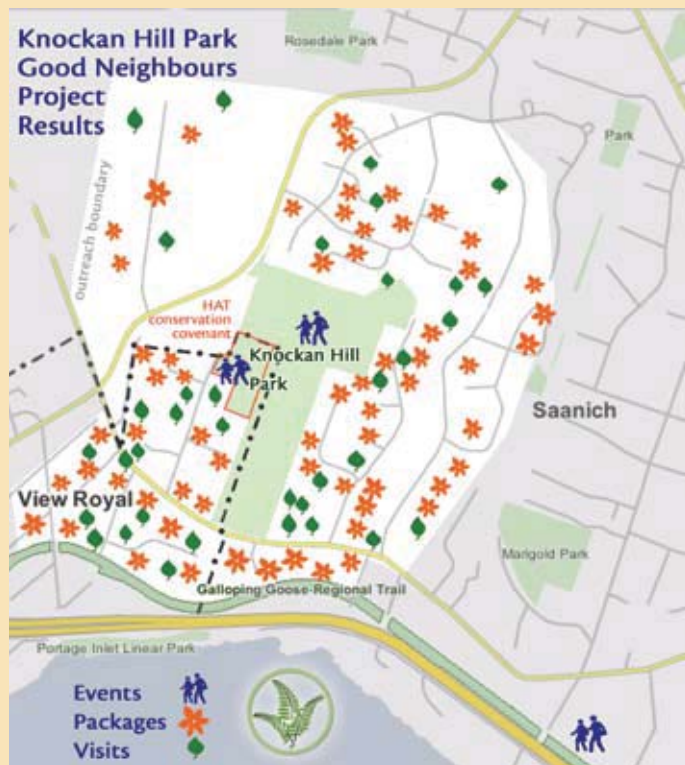 Knockan Hill Park
Good Neighbours
Project
Results
Rosedale Park
Park
outreach boundary
HAT
conservation
covenant
Knockan Hill
Park
Saanich
View Royal
Marigold Park
Galloping Goose-Regional Trail
Portage Inlet Linear Park
Events
Packages
Visits